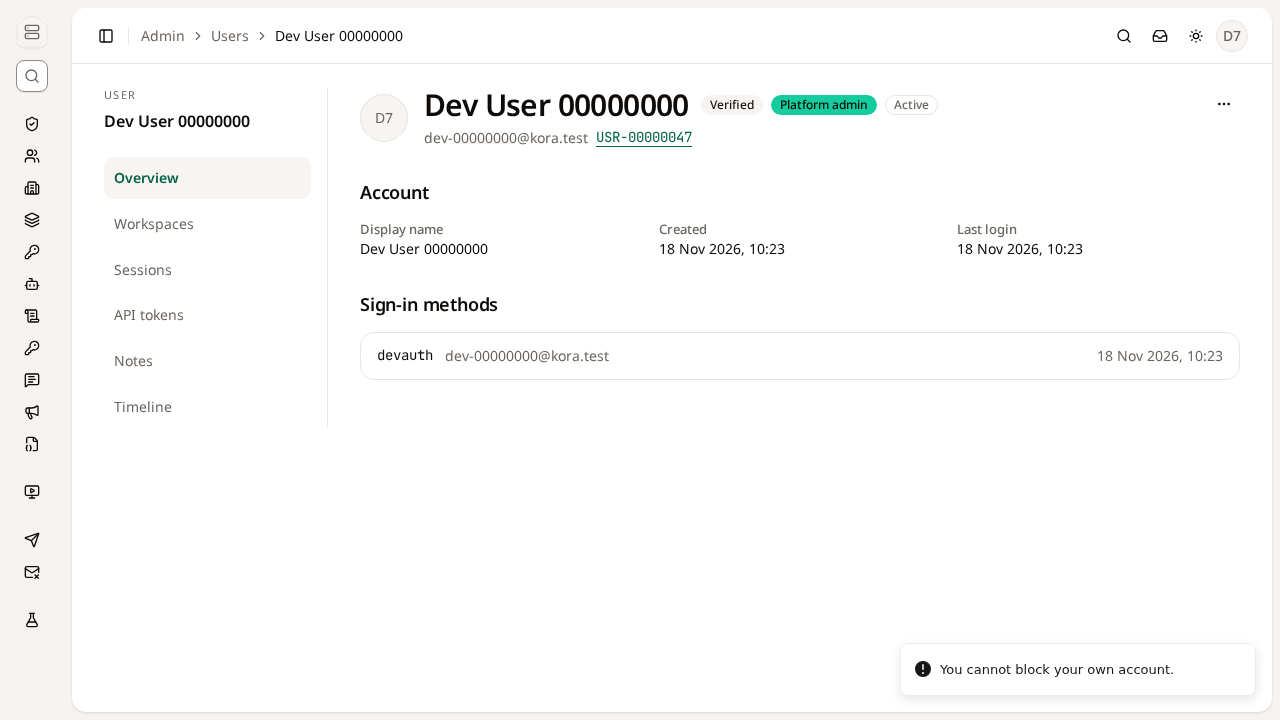 Admin > Users > Dev User 00000000
D7
USER
Dev User 00000000
Overview
Workspaces
Sessions
API tokens
Notes
Timeline
D7
Dev User 00000000 Verified Platform admin Active
dev-00000000@kora.test USR-00000047
Account
Display name Created Last login
Dev User 00000000 18 Nov 2026, 10:23 18 Nov 2026, 10:23
Sign-in methods
devauth dev-00000000@kora.test 18 Nov 2026, 10:23
You cannot block your own account.